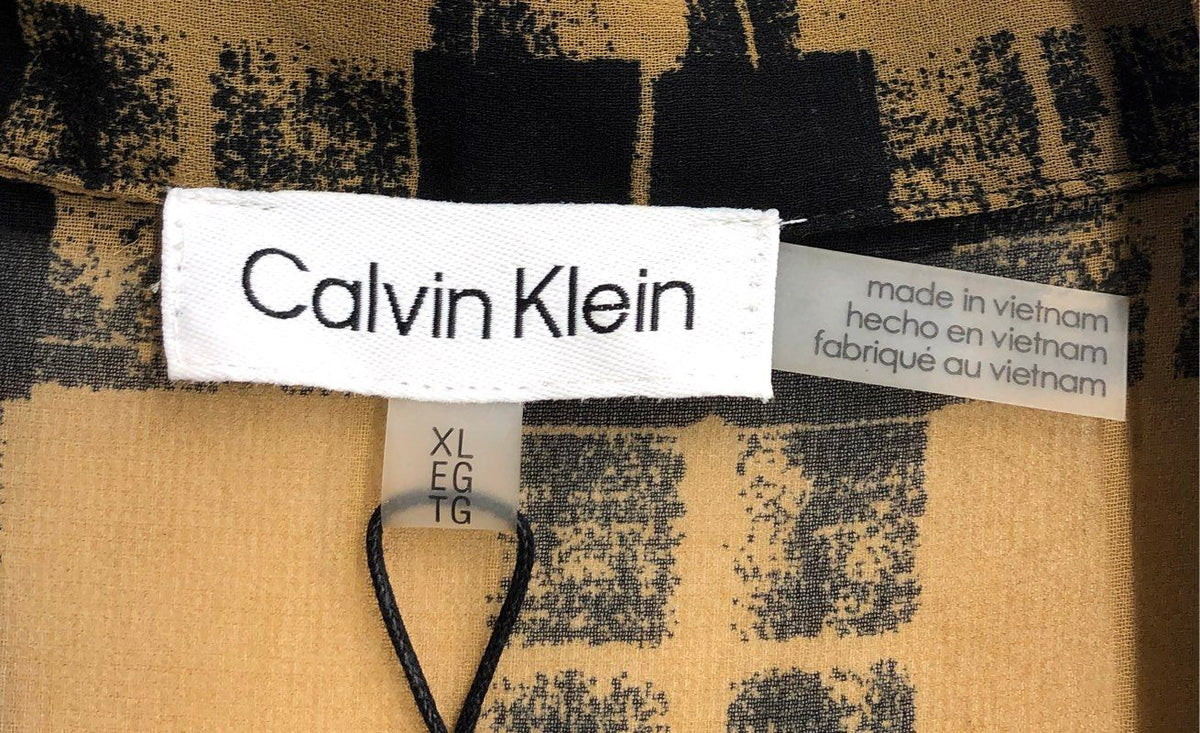 Calvin Klein
made in vietnam
hecho en vietnam
fabriqué au vietnam
XL
EG
TG